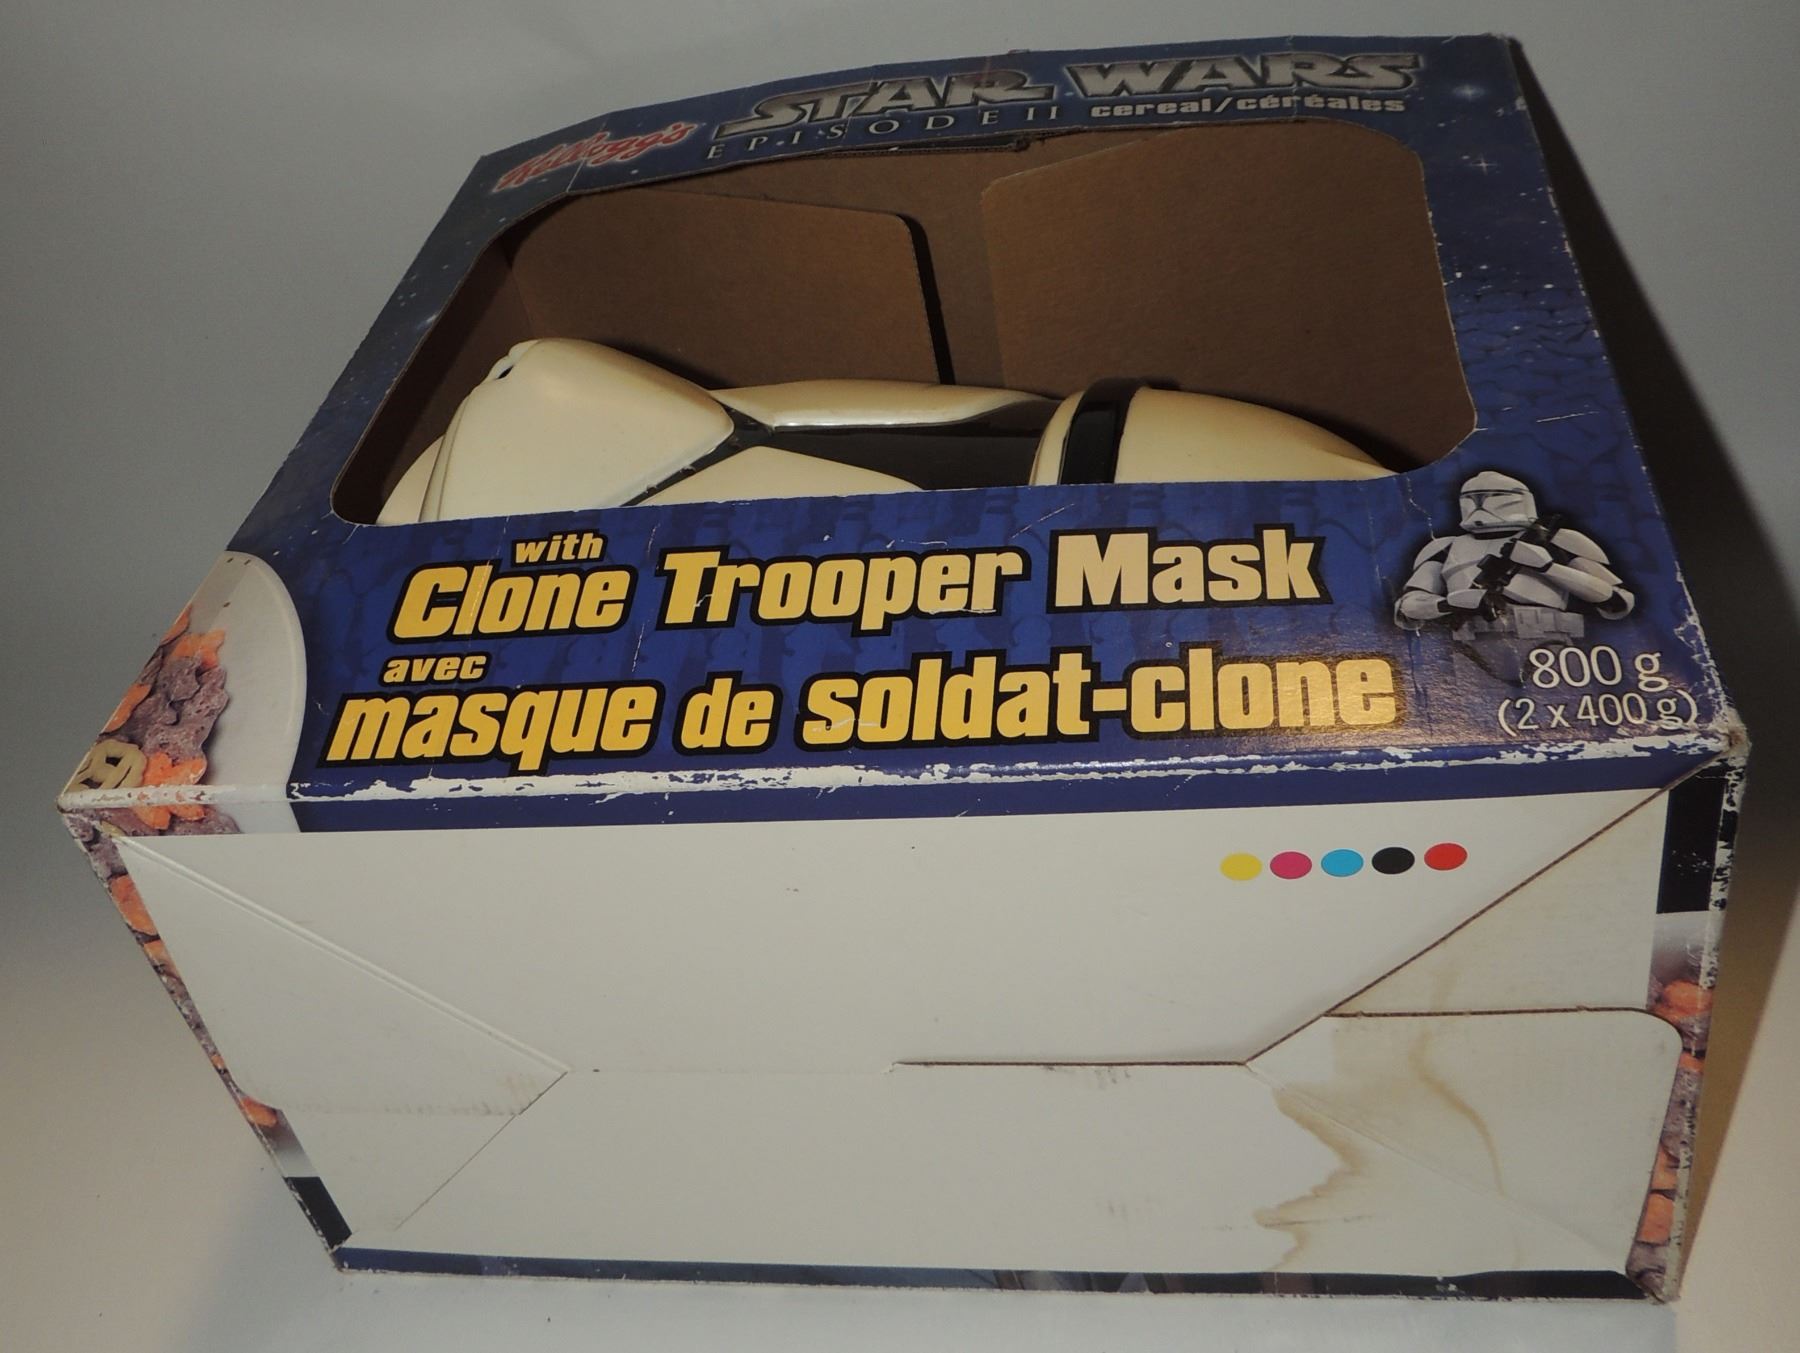 Kellogg's
STAR WARS
EPISODE II cereal/céréales
with
Clone Trooper Mask
avec
masque de soldat-clone
800 g
(2 x 400 g)